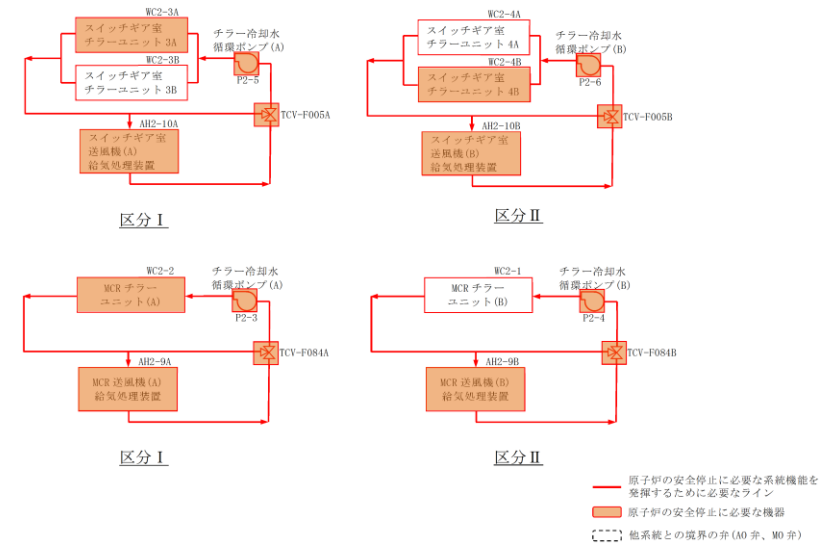 WC2-3A
スイッチギア室
チラーユニット 3A
WC2-3B
スイッチギア室
チラーユニット 3B
チラー冷却水
循環ポンプ(A)
P2-5
TCV-F005A
AH2-10A
スイッチギア室
送風機(A)
給気処理装置
区分Ⅰ
WC2-4A
スイッチギア室
チラーユニット 4A
WC2-4B
スイッチギア室
チラーユニット 4B
チラー冷却水
循環ポンプ(B)
P2-6
TCV-F005B
AH2-10B
スイッチギア室
送風機(B)
給気処理装置
区分Ⅱ
WC2-2
MCR チラー
ユニット(A)
チラー冷却水
循環ポンプ(A)
P2-3
TCV-F084A
AH2-9A
MCR 送風機(A)
給気処理装置
区分Ⅰ
WC2-1
MCR チラー
ユニット(B)
チラー冷却水
循環ポンプ(B)
P2-4
TCV-F084B
AH2-9B
MCR 送風機(B)
給気処理装置
区分Ⅱ
原子炉の安全停止に必要な系統機能を
発揮するために必要なライン
原子炉の安全停止に必要な機器
他系統との境界の弁(AO 弁、MO 弁)